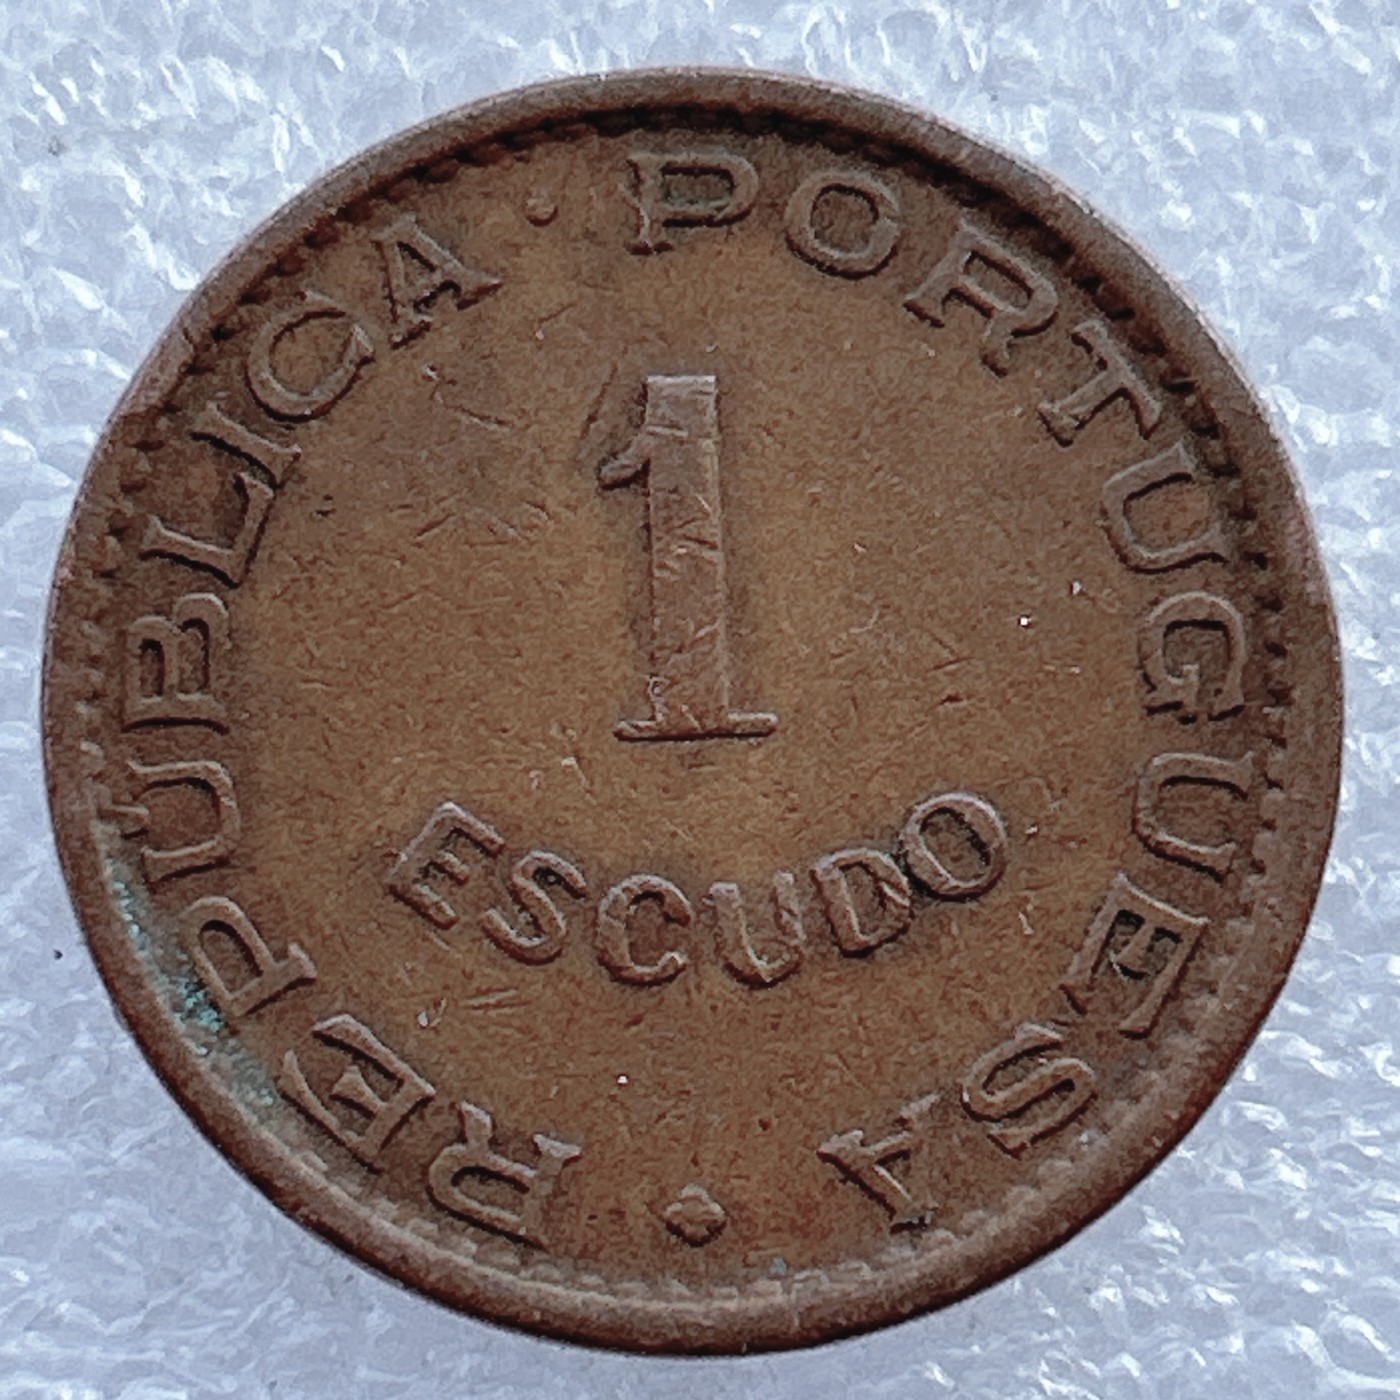 REPUBLICA · PORTUGUESA
1
ESCUDO